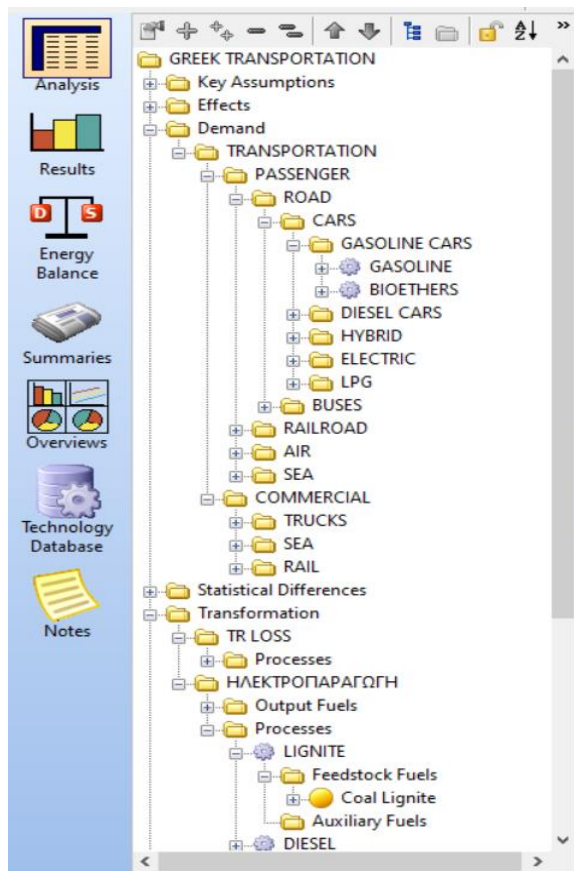 GREEK TRANSPORTATION
Key Assumptions
Effects
Demand
TRANSPORTATION
PASSENGER
ROAD
CARS
GASOLINE CARS
GASOLINE
BIOETHERS
DIESEL CARS
HYBRID
ELECTRIC
LPG
BUSES
RAILROAD
AIR
SEA
COMMERCIAL
TRUCKS
SEA
RAIL
Statistical Differences
Transformation
TR LOSS
Processes
ΗΛΕΚΤΡΟΠΑΡΑΓΩΓΗ
Output Fuels
Processes
LIGNITE
Feedstock Fuels
Coal Lignite
Auxiliary Fuels
DIESEL
Analysis
Results
D S
Energy
Balance
Summaries
Overviews
Technology
Database
Notes
A
Z